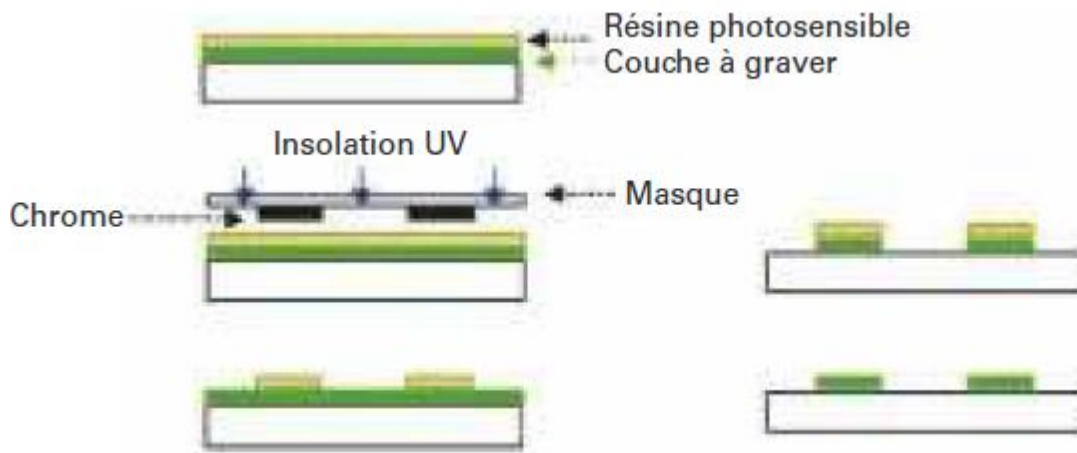 Résine photosensible
Couche à graver
Insolation UV
Masque
Chrome